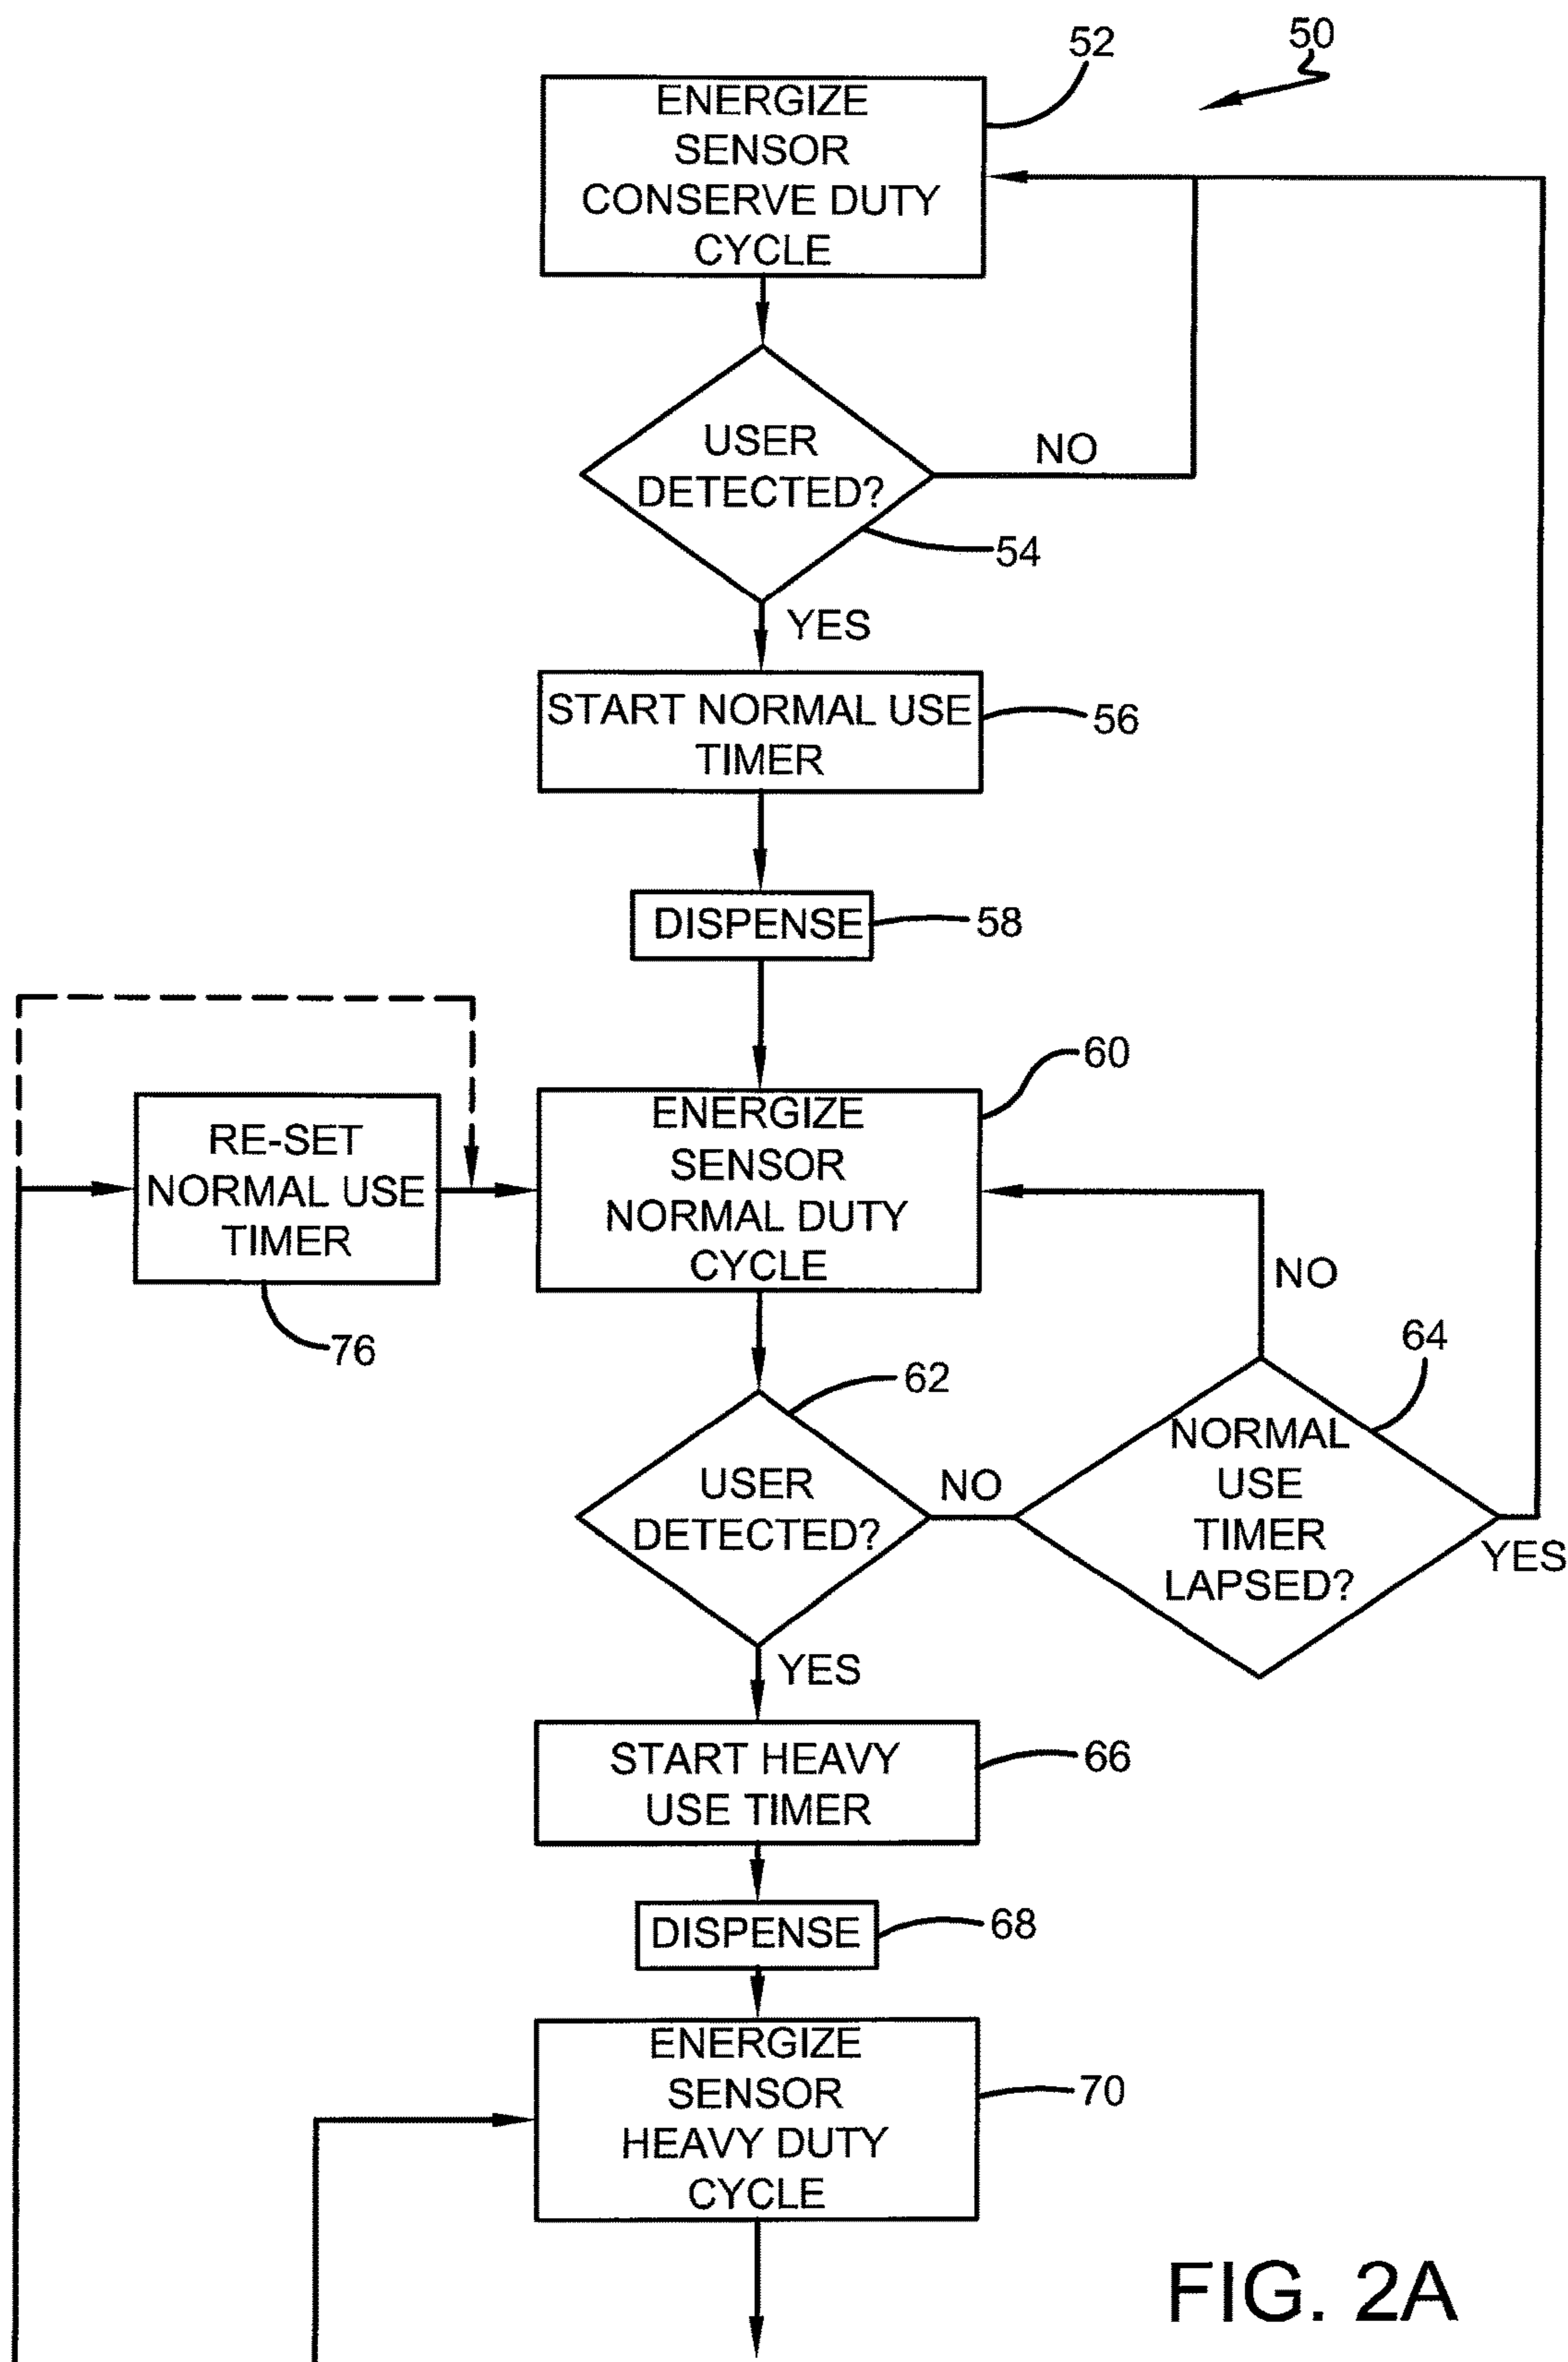 50
52
ENERGIZE
SENSOR
CONSERVE DUTY
CYCLE
USER
DETECTED?
NO
54
YES
START NORMAL USE
TIMER
56
DISPENSE
58
60
ENERGIZE
SENSOR
NORMAL DUTY
CYCLE
RE-SET
NORMAL USE
TIMER
76
NO
64
62
USER
DETECTED?
NO
NORMAL
USE
TIMER
LAPSED?
YES
YES
START HEAVY
USE TIMER
66
DISPENSE
68
ENERGIZE
SENSOR
HEAVY DUTY
CYCLE
70
FIG. 2A